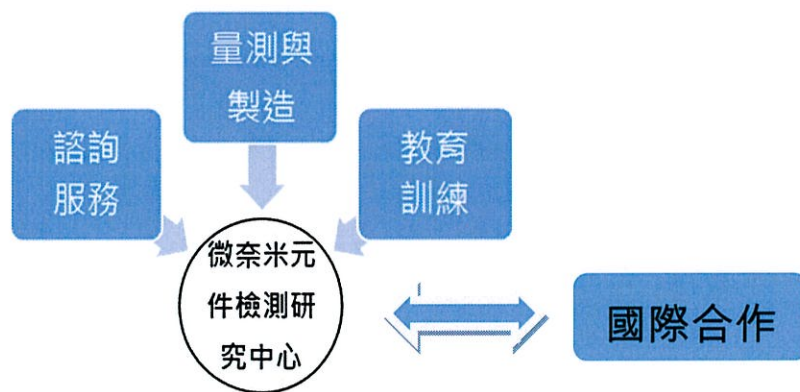 量測與
製造
諮詢
服務
教育
訓練
微奈米元
件檢測研
究中心
國際合作